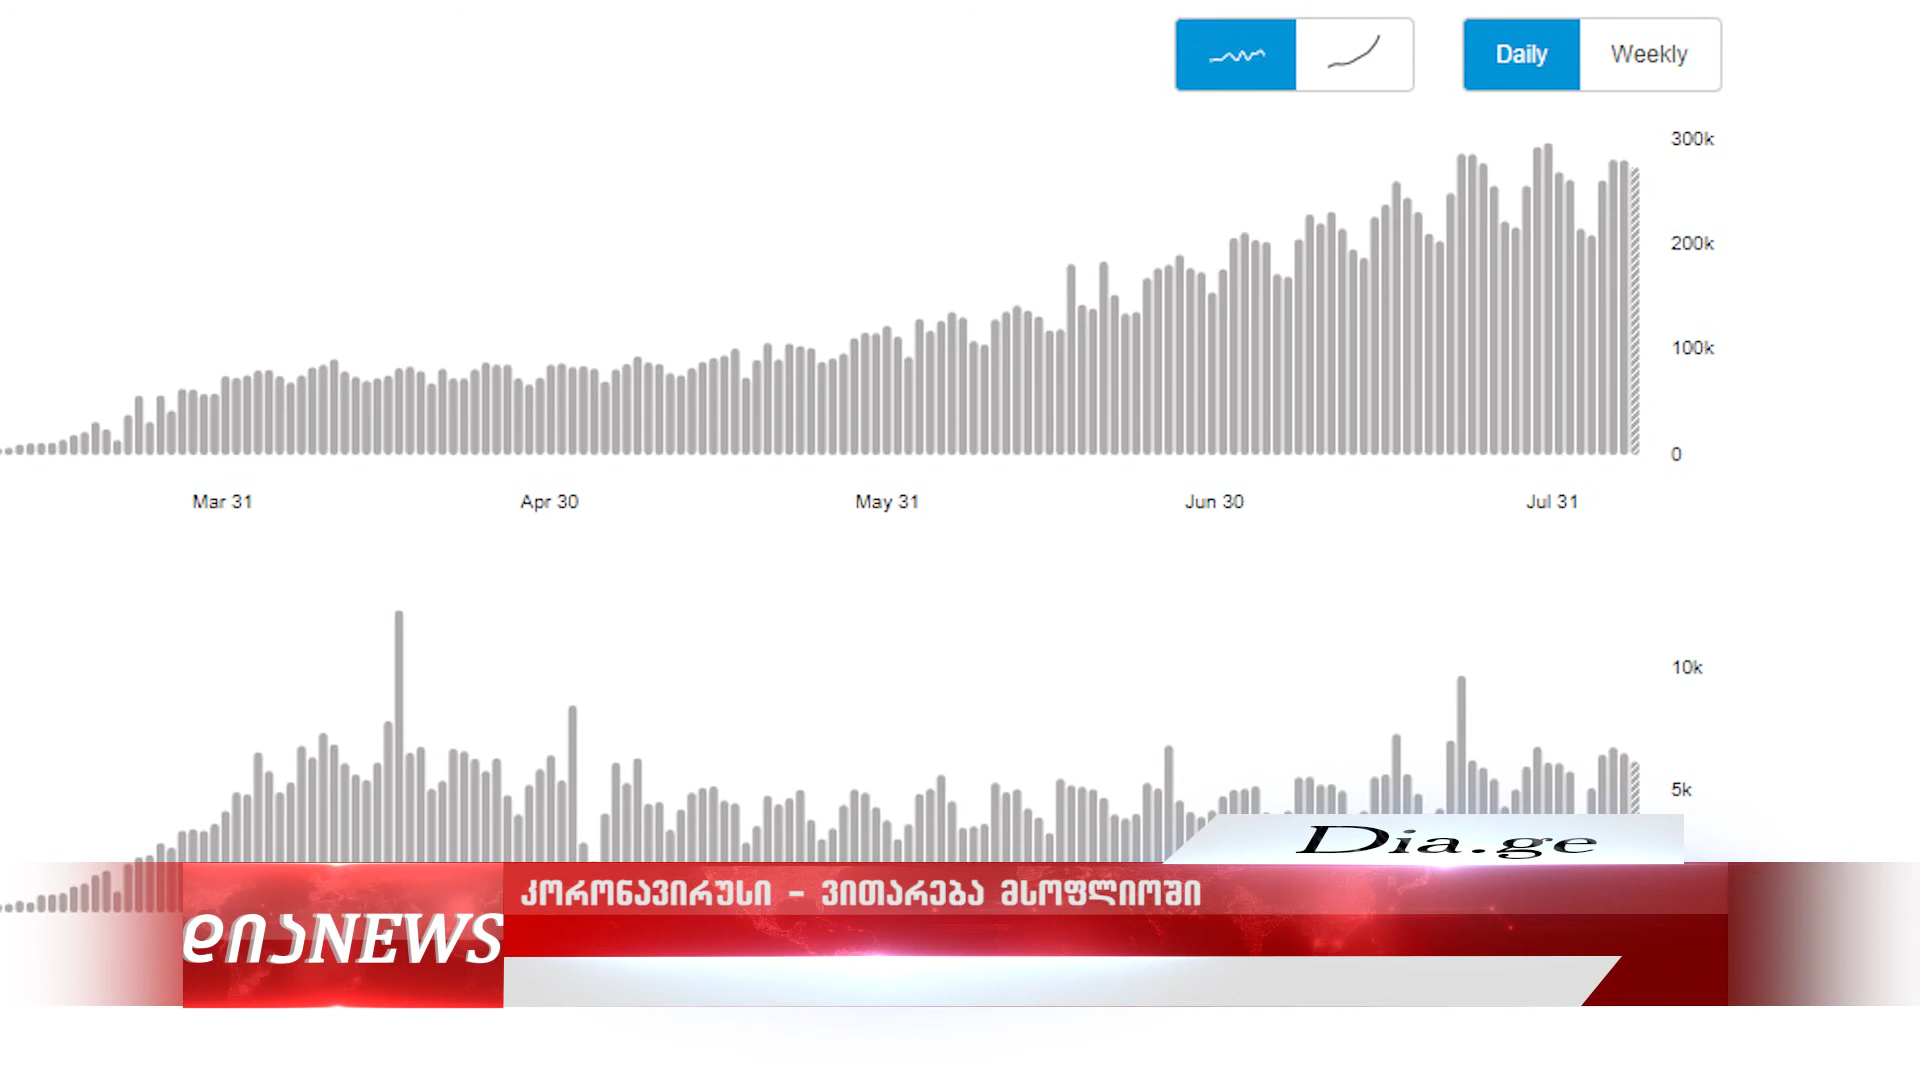 Daily Weekly
300k
200k
100k
0
Mar 31 Apr 30 May 31 Jun 30 Jul 31
10k
5k
Dia.ge
კორონავირუსი - ვითარება მსოფლიოში
დიაNEWS